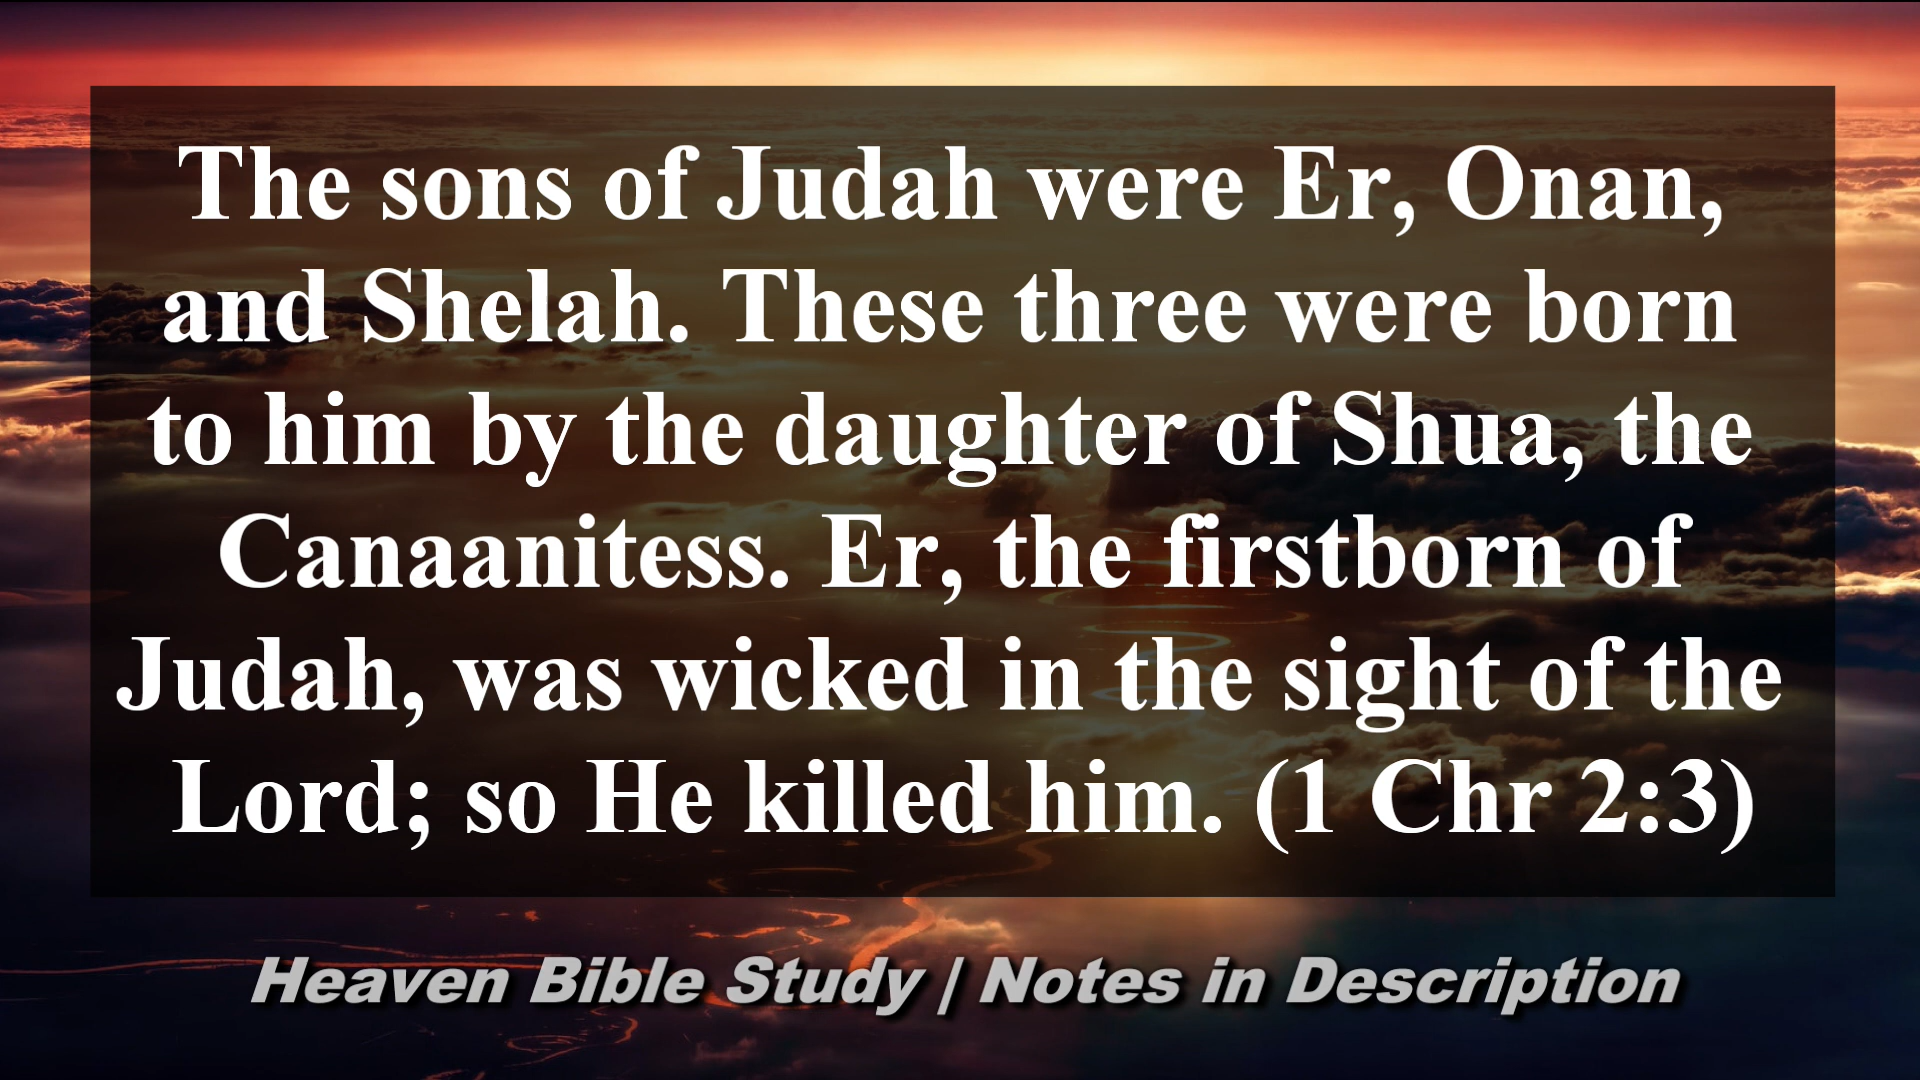 The sons of Judah were Er, Onan,
and Shelah. These three were born
to him by the daughter of Shua, the
Canaanitess. Er, the firstborn of
Judah, was wicked in the sight of the
Lord; so He killed him. (1 Chr 2:3)
Heaven Bible Study | Notes in Description